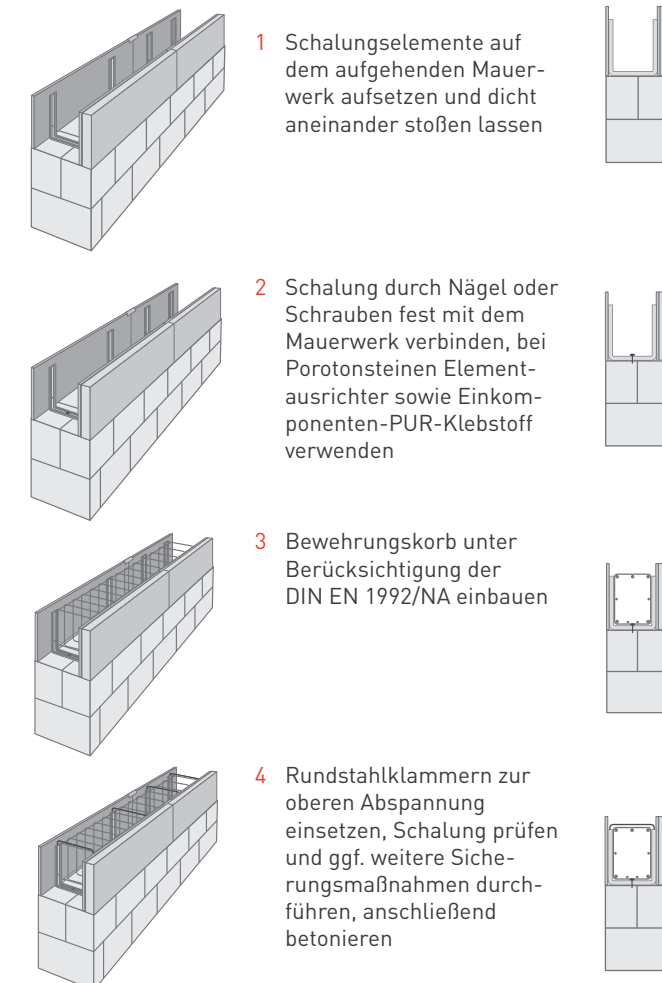 1 Schalungselemente auf
dem aufgehenden Mauer-
werk aufsetzen und dicht
aneinander stoßen lassen
2 Schalung durch Nägel oder
Schrauben fest mit dem
Mauerwerk verbinden, bei
Porotonsteinen Element-
ausrichter sowie Einkom-
ponenten-PUR-Klebstoff
verwenden
3 Bewehrungskorb unter
Berücksichtigung der
DIN EN 1992/NA einbauen
4 Rundstahlklammern zur
oberen Abspannung
einsetzen, Schalung prüfen
und ggf. weitere Siche-
rungsmaßnahmen durch-
führen, anschließend
betonieren